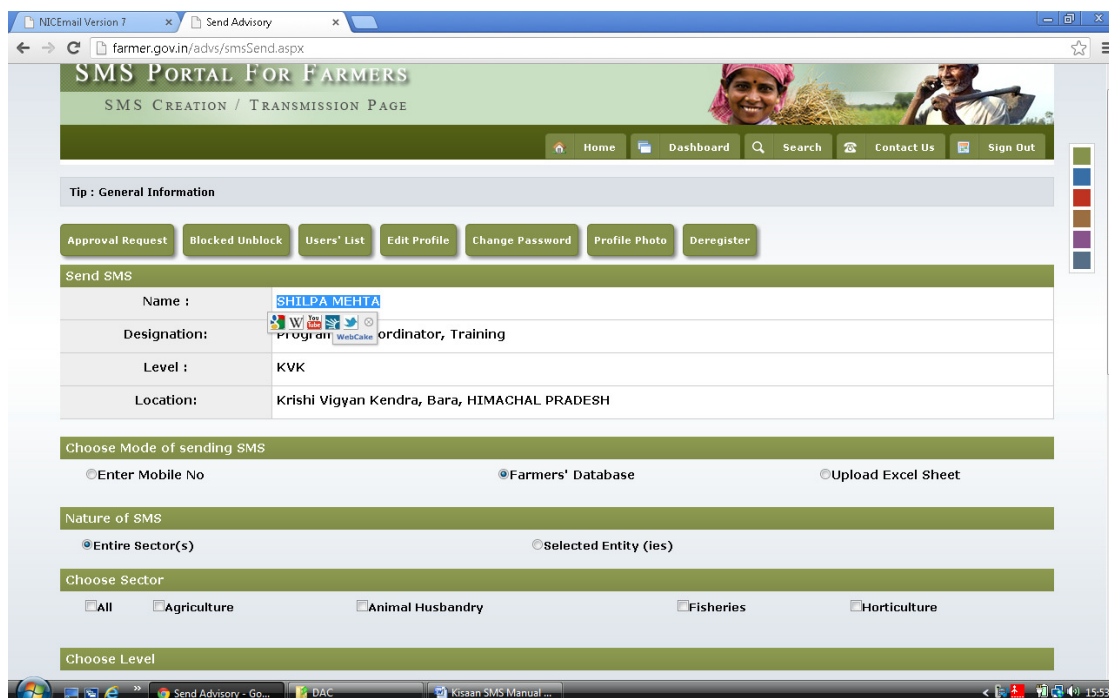 NICEmail Version 7
Send Advisory
farmer.gov.in/advs/smsSend.aspx
SMS PORTAL FOR FARMERS
SMS CREATION / TRANSMISSION PAGE
Home Dashboard Search Contact Us Sign Out
Tip : General Information
Approval Request Blocked Unblock Users' List Edit Profile Change Password Profile Photo Deregister
Send SMS
Name : SHILPA MEHTA
W You Tube
WebCake
Designation: ordinator, Training
Level : KVK
Location: Krishi Vigyan Kendra, Bara, HIMACHAL PRADESH
Choose Mode of sending SMS
Enter Mobile No Farmers' Database Upload Excel Sheet
Nature of SMS
Entire Sector(s) Selected Entity (ies)
Choose Sector
All Agriculture Animal Husbandry Fisheries Horticulture
Choose Level
Send Advisory - Go... DAC Kisaan SMS Manual ... 15:53